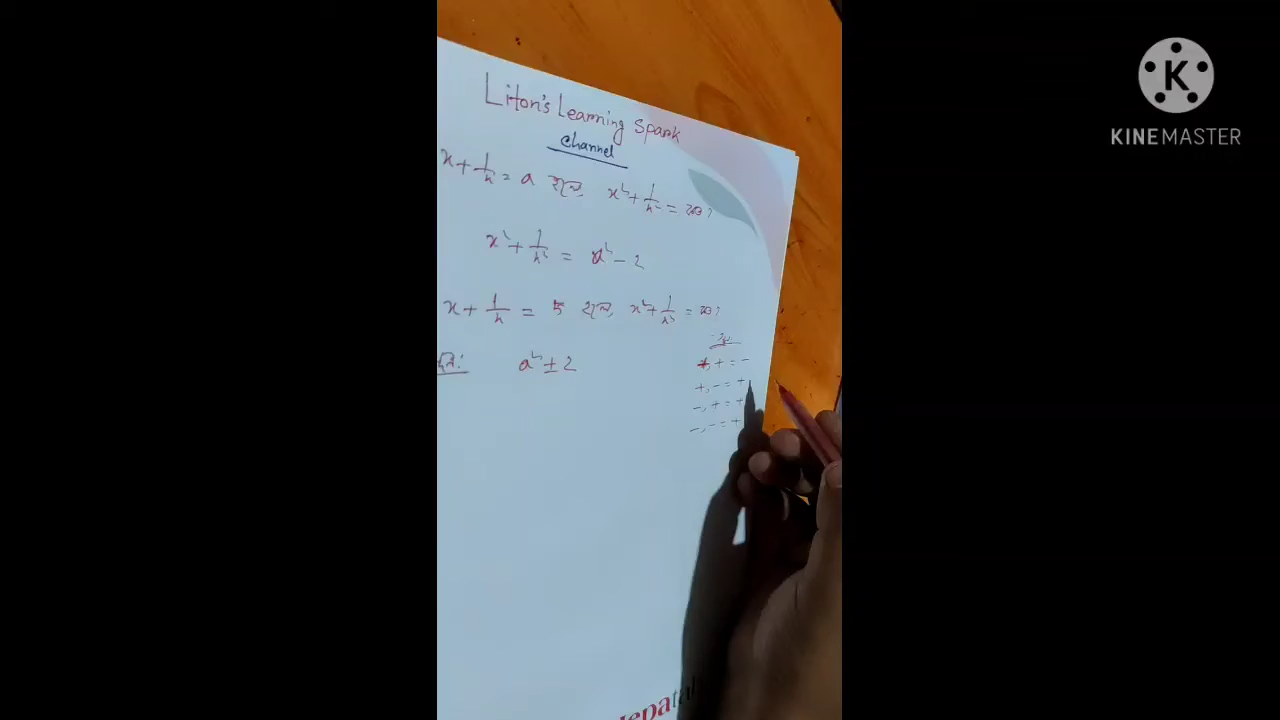 Liton's Learning Spark
Channel
x + 1/x = a হলে, x² + 1/x² = কত?
x² + 1/x² = a² - 2
x + 1/x = 5 হলে, x² + 1/x² = কত?
a² ± 2
+, + = -
+, - = +
-, + = +
-, - = +
KINEMASTER